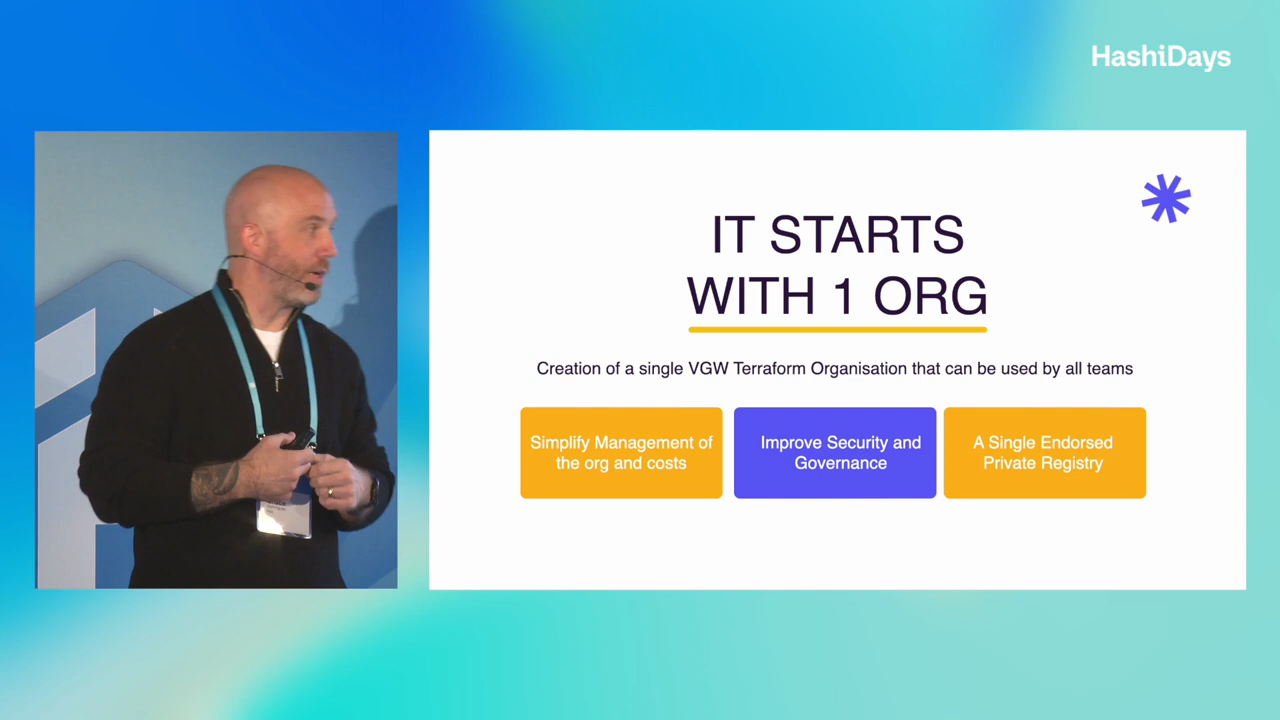 HashiDays
IT STARTS
WITH 1 ORG
Creation of a single VGW Terraform Organisation that can be used by all teams
Simplify Management of
the org and costs
Improve Security and
Governance
A Single Endorsed
Private Registry